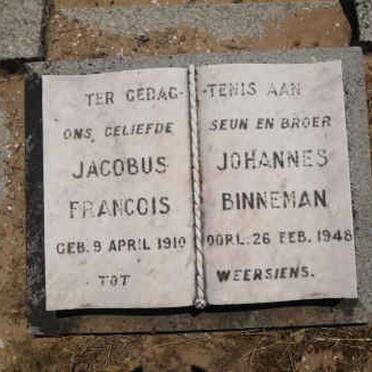 TER GEDAG- -TENIS AAN
ONS GELIEFDE SEUN EN BROER
JACOBUS JOHANNES
FRANCOIS BINNEMAN
GEB. 9 APRIL 1910 OORL. 26 FEB. 1948
TOT WEERSIENS.